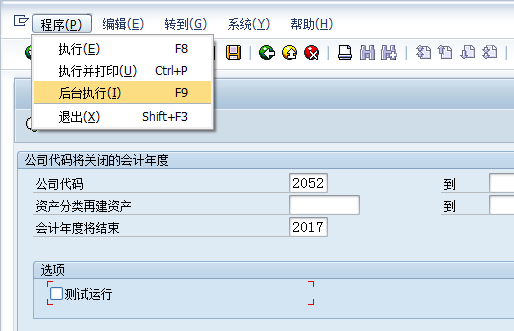 程序(P) 编辑(E) 转到(G) 系统(Y) 帮助(H)
执行(E) F8
执行并打印(U) Ctrl+P
后台执行(I) F9
退出(X) Shift+F3
公司代码将关闭的会计年度
公司代码 2052 到
资产分类再建资产 到
会计年度将结束 2017
选项
测试运行